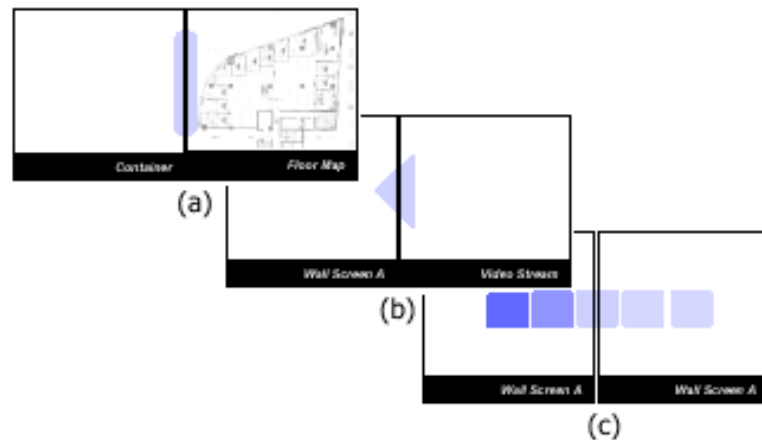 Container
Floor Map
(a)
Wall Screen A
Video Stream
(b)
Wall Screen A
Wall Screen A
(c)